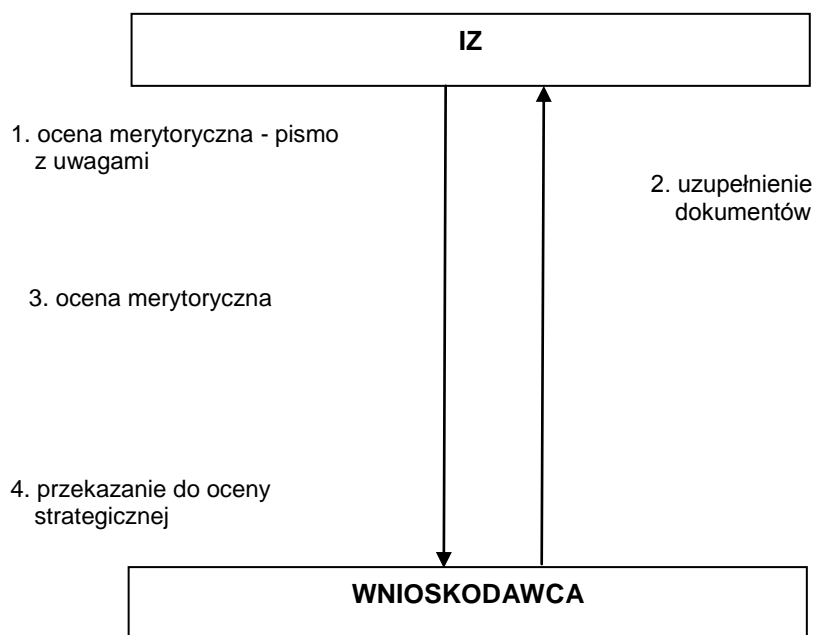 IZ
1. ocena merytoryczna - pismo
z uwagami
2. uzupełnienie
dokumentów
3. ocena merytoryczna
4. przekazanie do oceny
strategicznej
WNIOSKODAWCA